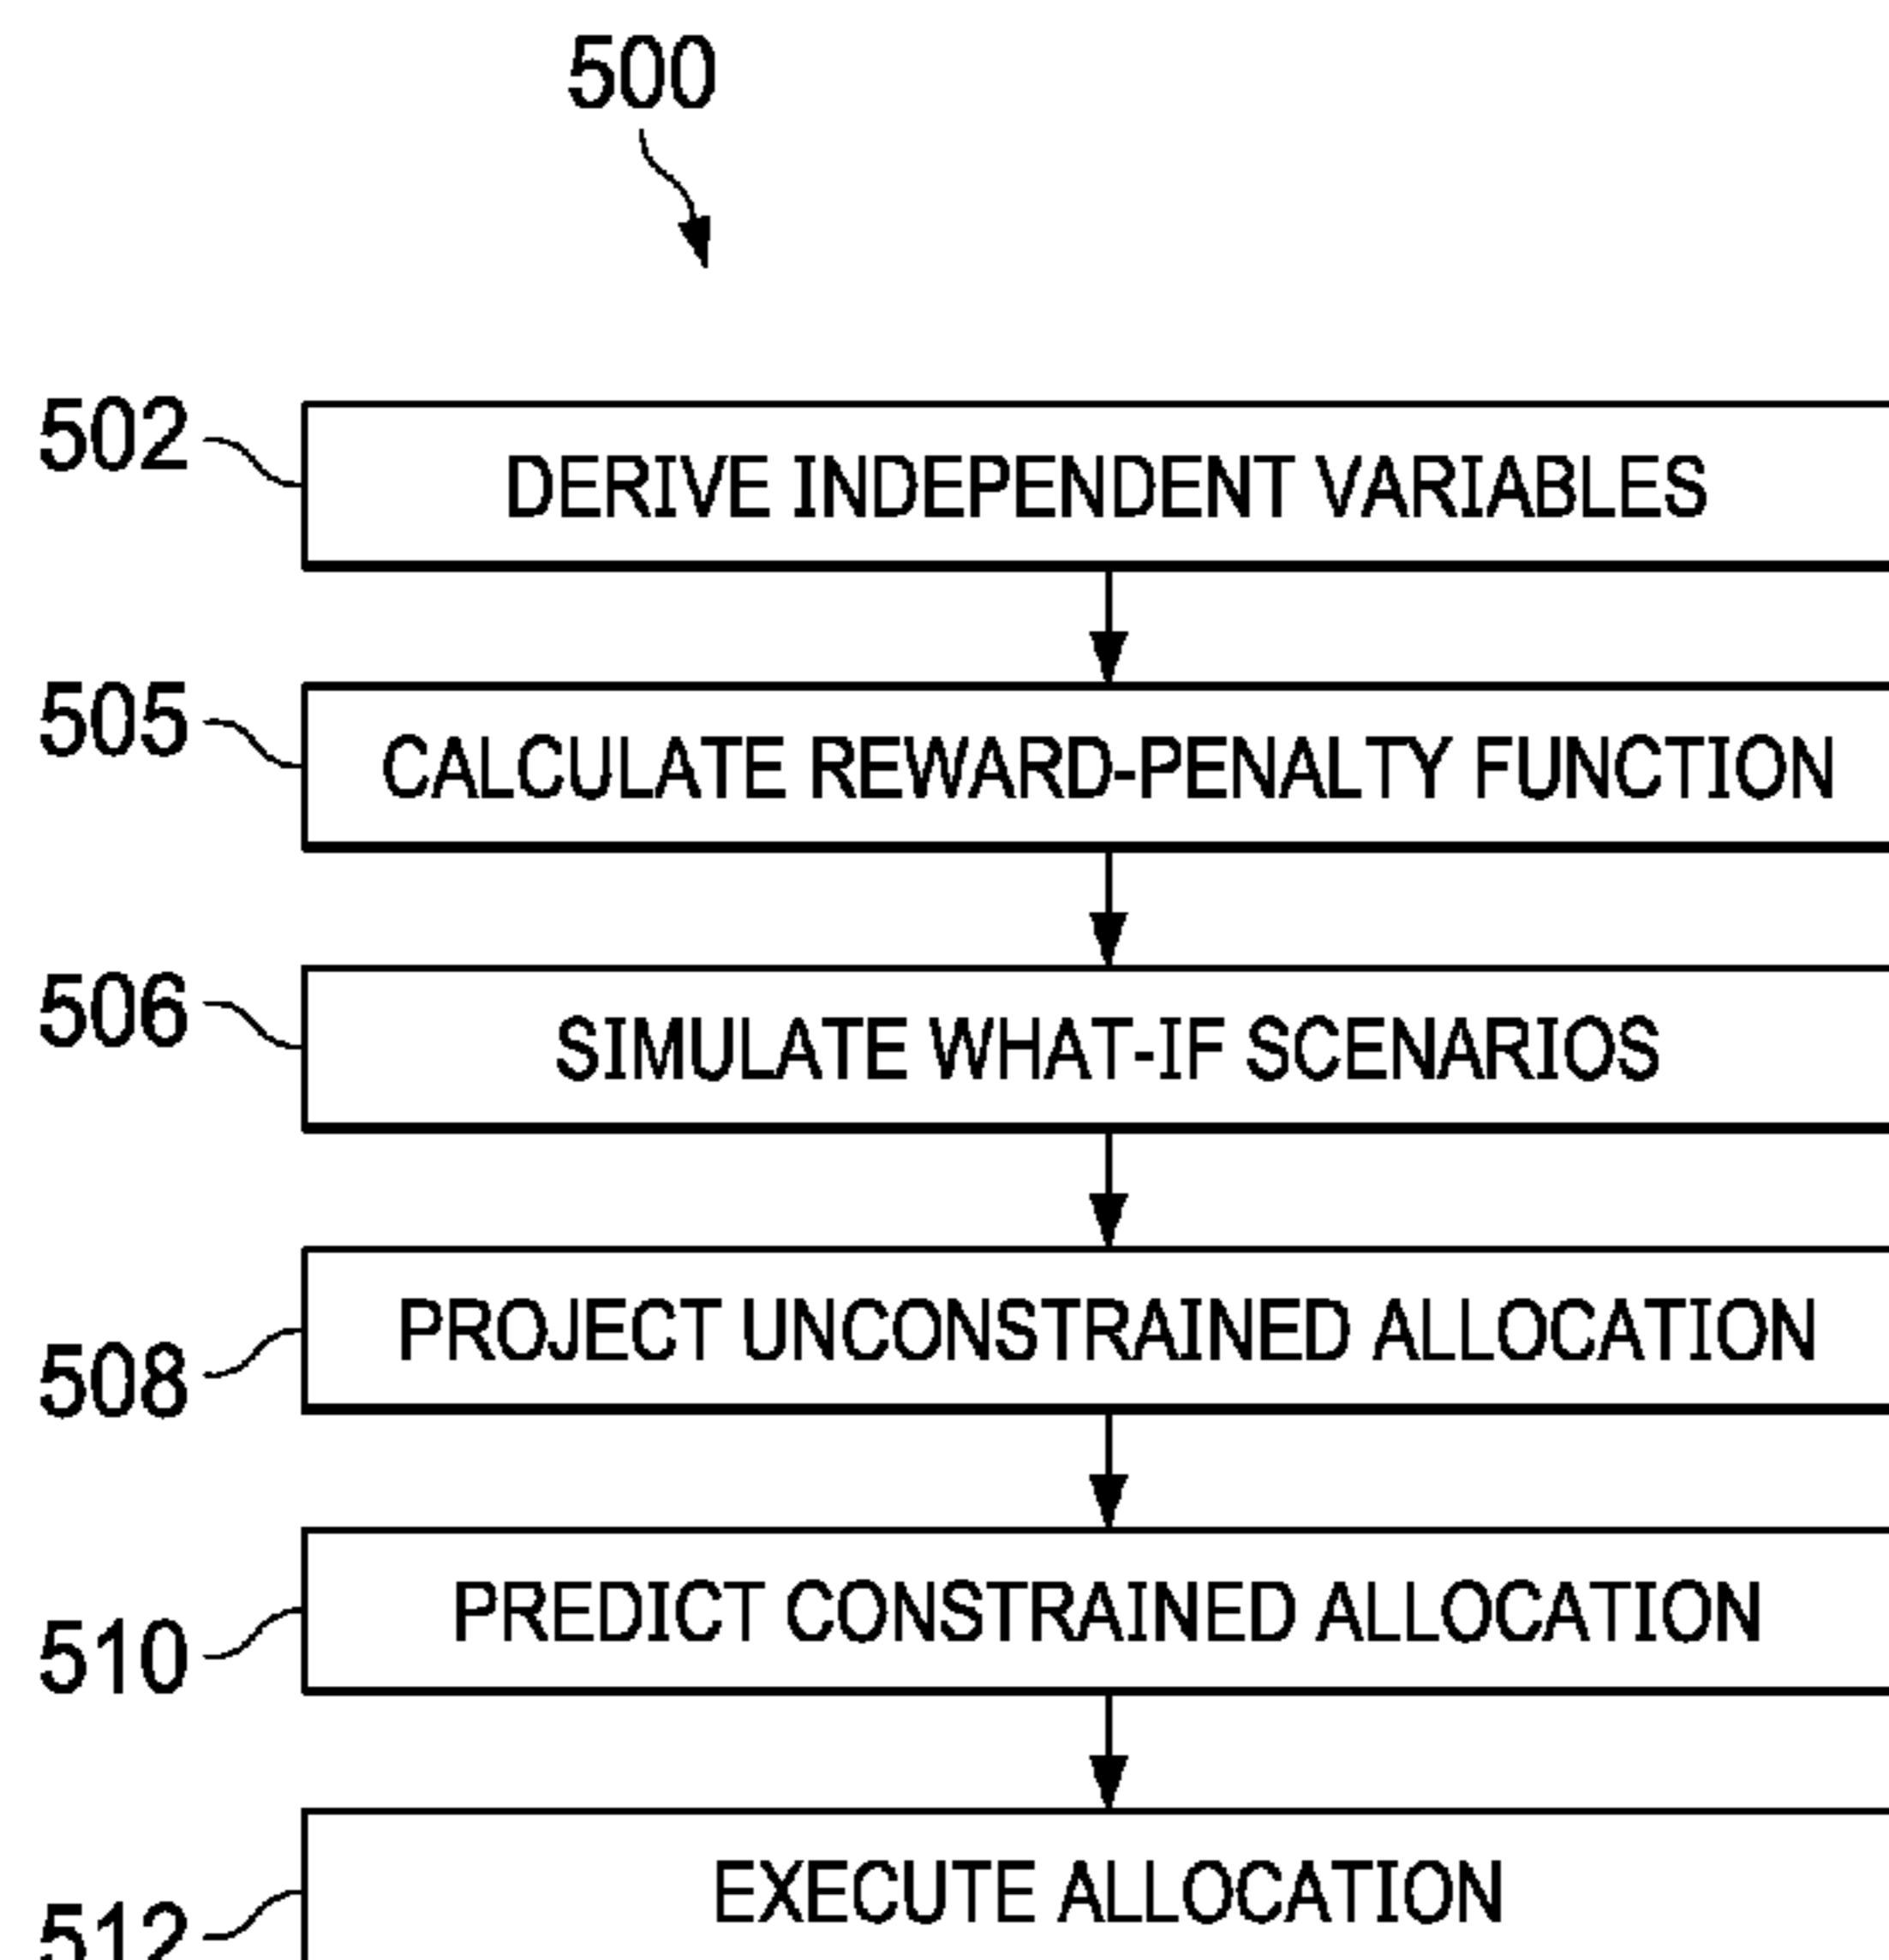 500
502
DERIVE INDEPENDENT VARIABLES
505
CALCULATE REWARD-PENALTY FUNCTION
506
SIMULATE WHAT-IF SCENARIOS
508
PROJECT UNCONSTRAINED ALLOCATION
510
PREDICT CONSTRAINED ALLOCATION
512
EXECUTE ALLOCATION